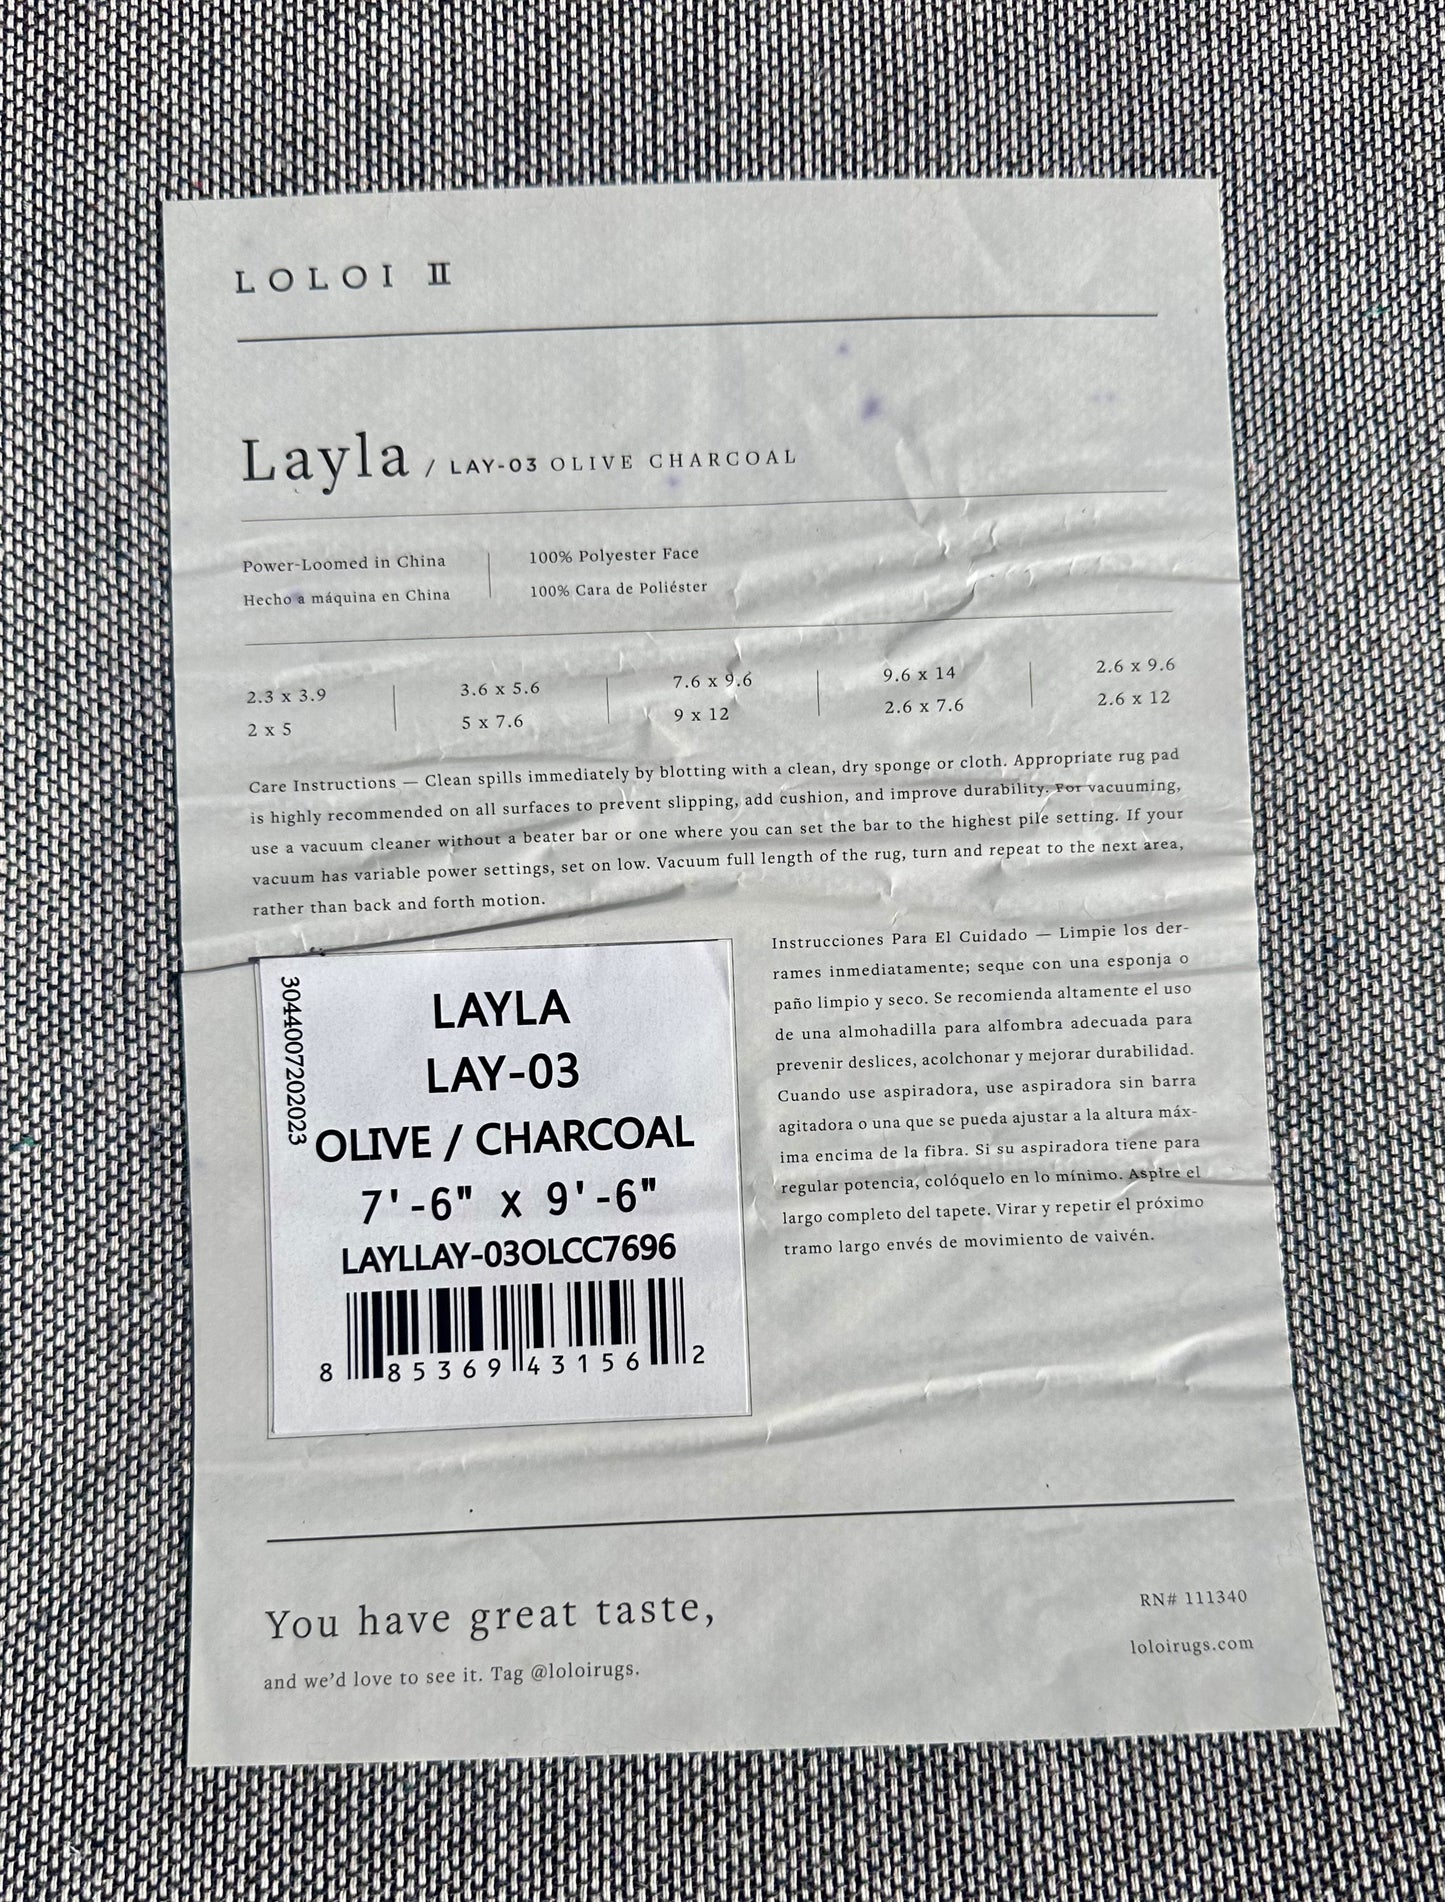 LOLOI II
Layla / LAY-03 OLIVE CHARCOAL
Power-Loomed in China
Hecho a máquina en China
100% Polyester Face
100% Cara de Poliéster
2.3 x 3.9
2 x 5
3.6 x 5.6
5 x 7.6
7.6 x 9.6
9 x 12
9.6 x 14
2.6 x 7.6
2.6 x 9.6
2.6 x 12
Care Instructions — Clean spills immediately by blotting with a clean, dry sponge or cloth. Appropriate rug pad
is highly recommended on all surfaces to prevent slipping, add cushion, and improve durability. For vacuuming,
use a vacuum cleaner without a beater bar or one where you can set the bar to the highest pile setting. If your
vacuum has variable power settings, set on low. Vacuum full length of the rug, turn and repeat to the next area,
rather than back and forth motion.
3044007202023
LAYLA
LAY-03
OLIVE / CHARCOAL
7'-6" x 9'-6"
LAYLLAY-03OLCC7696
8 85369 43156 2
Instrucciones Para El Cuidado — Limpie los der-
rames inmediatamente; seque con una esponja o
paño limpio y seco. Se recomienda altamente el uso
de una almohadilla para alfombra adecuada para
prevenir deslices, acolchonar y mejorar durabilidad.
Cuando use aspiradora, use aspiradora sin barra
agitadora o una que se pueda ajustar a la altura máx-
ima encima de la fibra. Si su aspiradora tiene para
regular potencia, colóquelo en lo mínimo. Aspire el
largo completo del tapete. Virar y repetir el próximo
tramo largo envés de movimiento de vaivén.
You have great taste,
and we'd love to see it. Tag @loloirugs.
RN# 111340
loloirugs.com